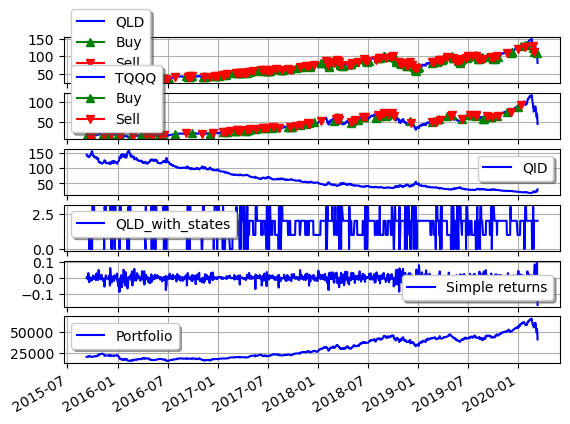 QLD
Buy
Sell
150
100
50
TQQQ
Buy
Sell
100
50
150
100
50
QID
2.5
0.0
QLD_with_states
0.1
0.0
−0.1
Simple returns
50000
25000
Portfolio
2015-07
2016-01
2016-07
2017-01
2017-07
2018-01
2018-07
2019-01
2019-07
2020-01